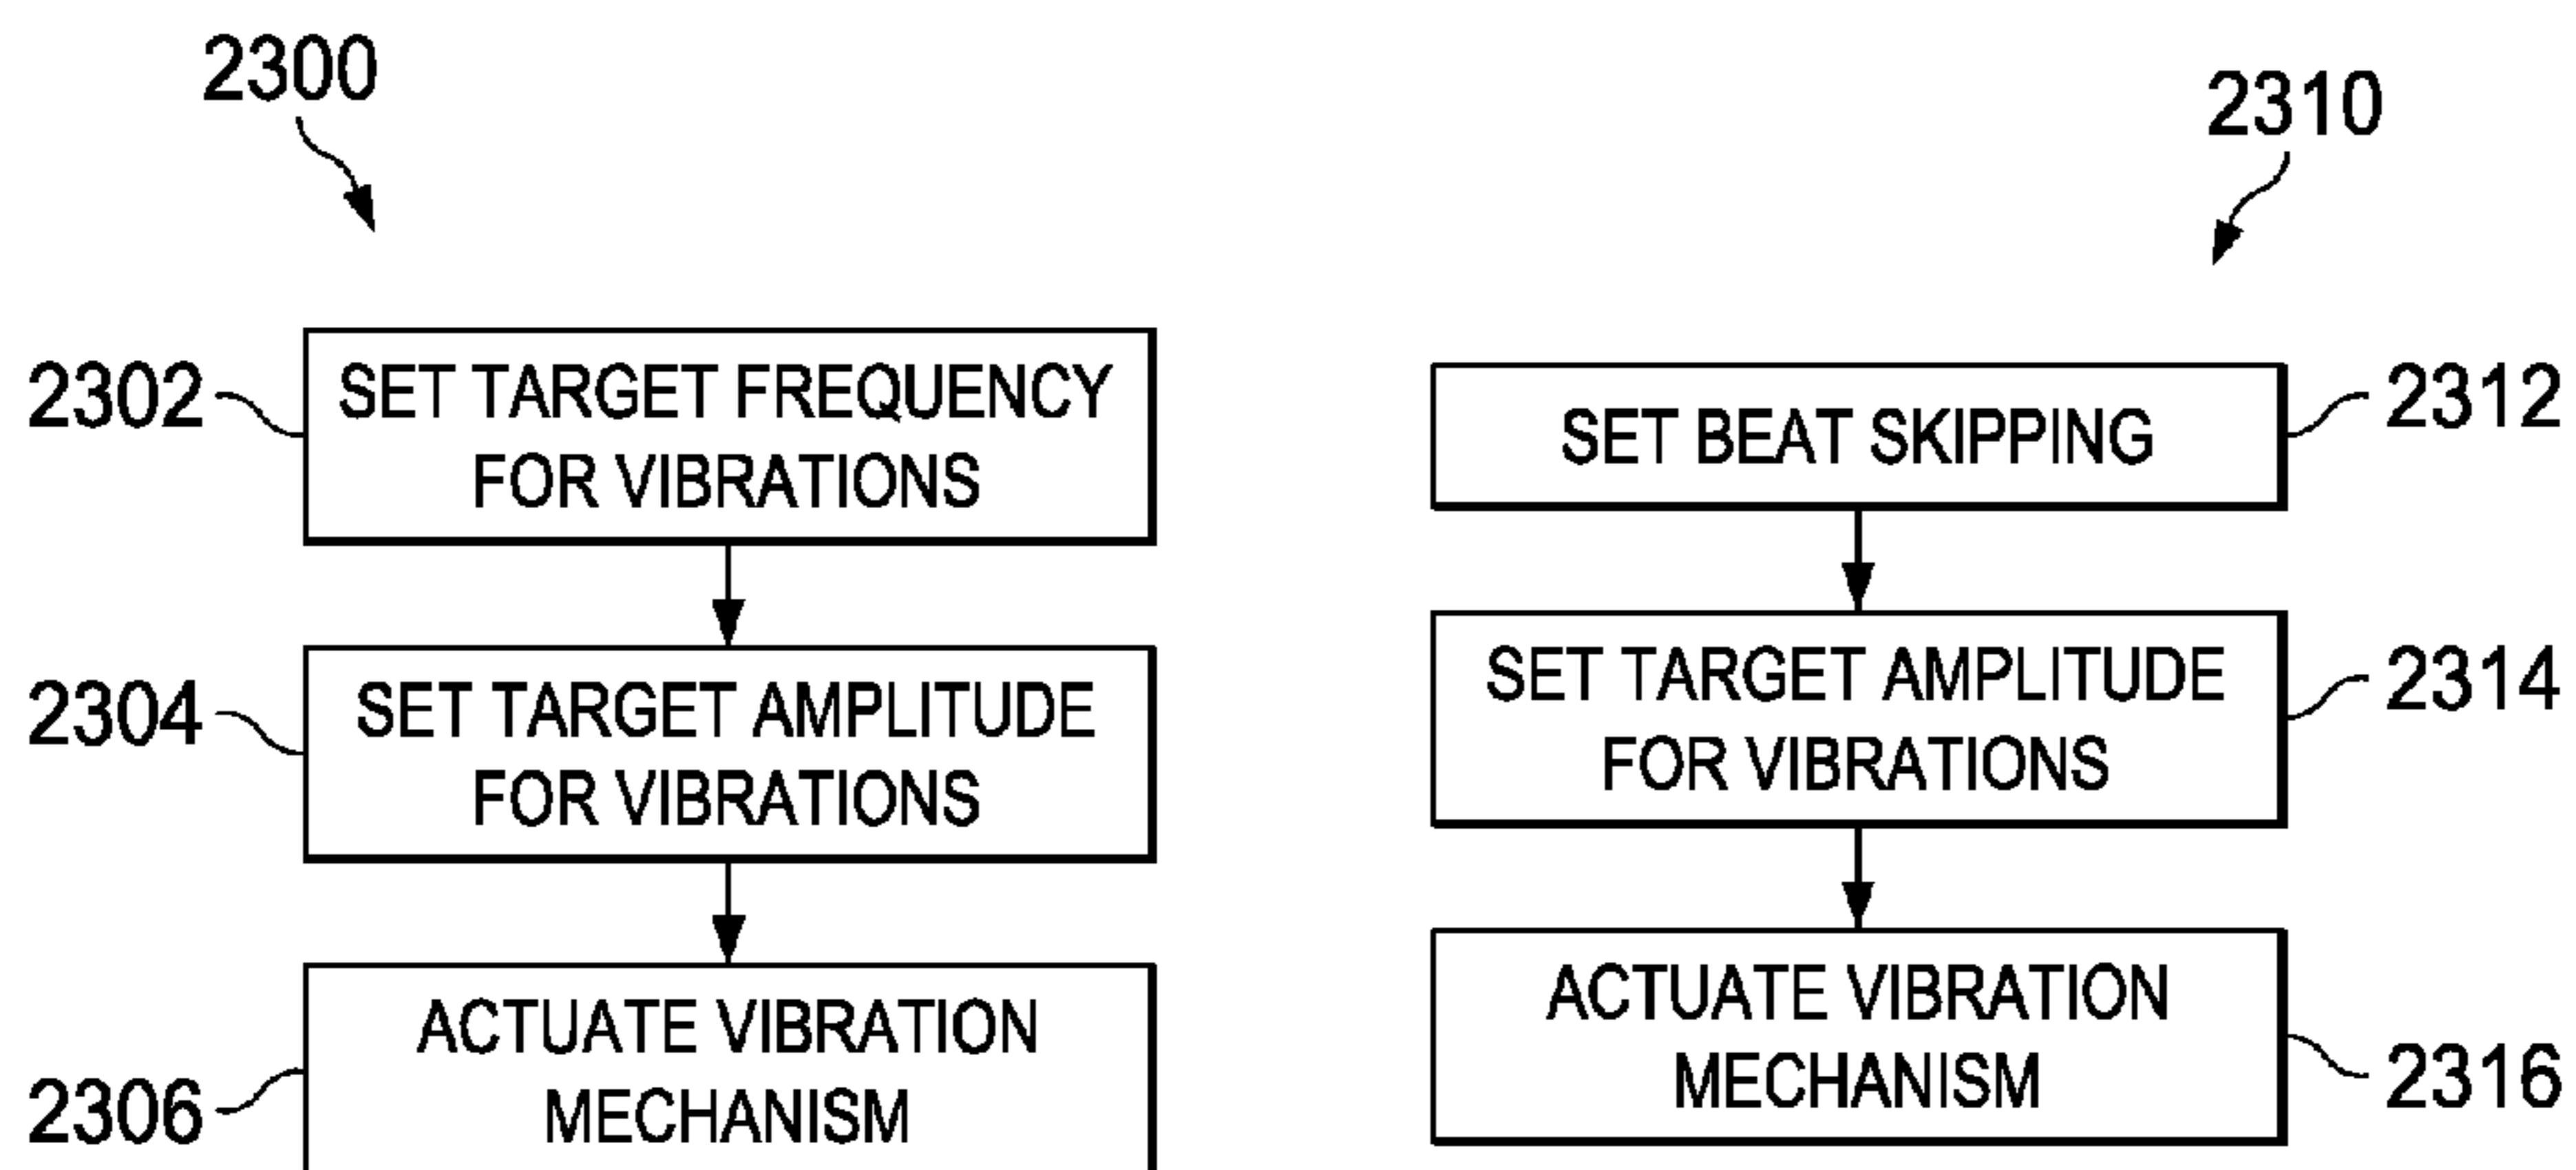 2300
2302
SET TARGET FREQUENCY
FOR VIBRATIONS
2304
SET TARGET AMPLITUDE
FOR VIBRATIONS
2306
ACTUATE VIBRATION
MECHANISM
2310
SET BEAT SKIPPING
2312
SET TARGET AMPLITUDE
FOR VIBRATIONS
2314
ACTUATE VIBRATION
MECHANISM
2316